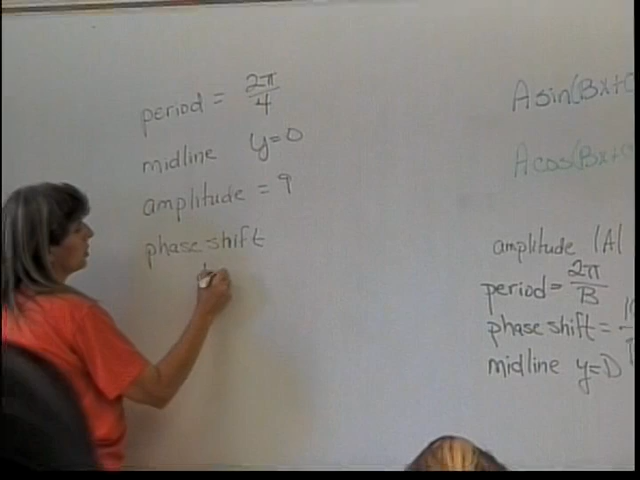 period = 2π/4
midline y=0
amplitude = 9
phase shift
Asin(Bx+C
Acos(Bx+C
amplitude |A|
period = 2π/B
phase shift =
midline y=D